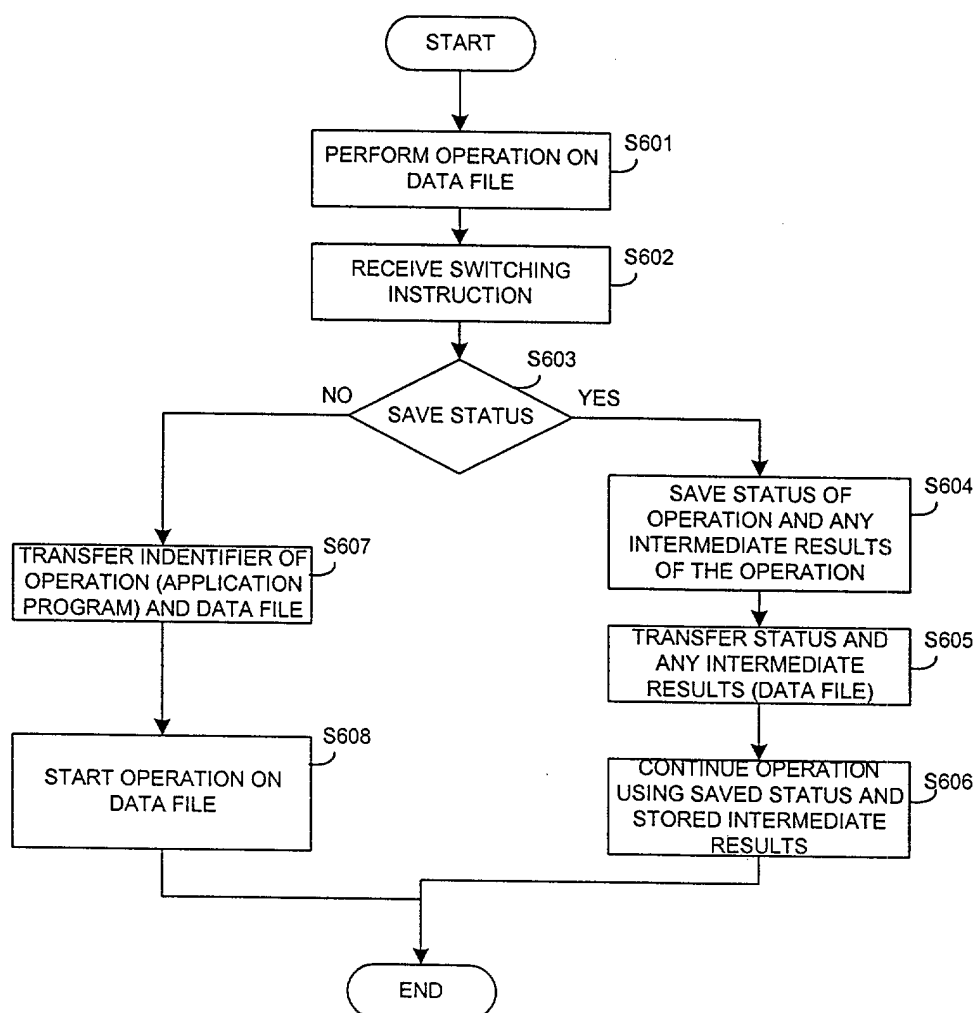 START
PERFORM OPERATION ON
DATA FILE
S601
RECEIVE SWITCHING
INSTRUCTION
S602
SAVE STATUS
S603
NO
YES
SAVE STATUS OF
OPERATION AND ANY
INTERMEDIATE RESULTS
OF THE OPERATION
S604
TRANSFER INDENTIFIER OF
OPERATION (APPLICATION
PROGRAM) AND DATA FILE
S607
TRANSFER STATUS AND
ANY INTERMEDIATE
RESULTS (DATA FILE)
S605
START OPERATION ON
DATA FILE
S608
CONTINUE OPERATION
USING SAVED STATUS AND
STORED INTERMEDIATE
RESULTS
S606
END